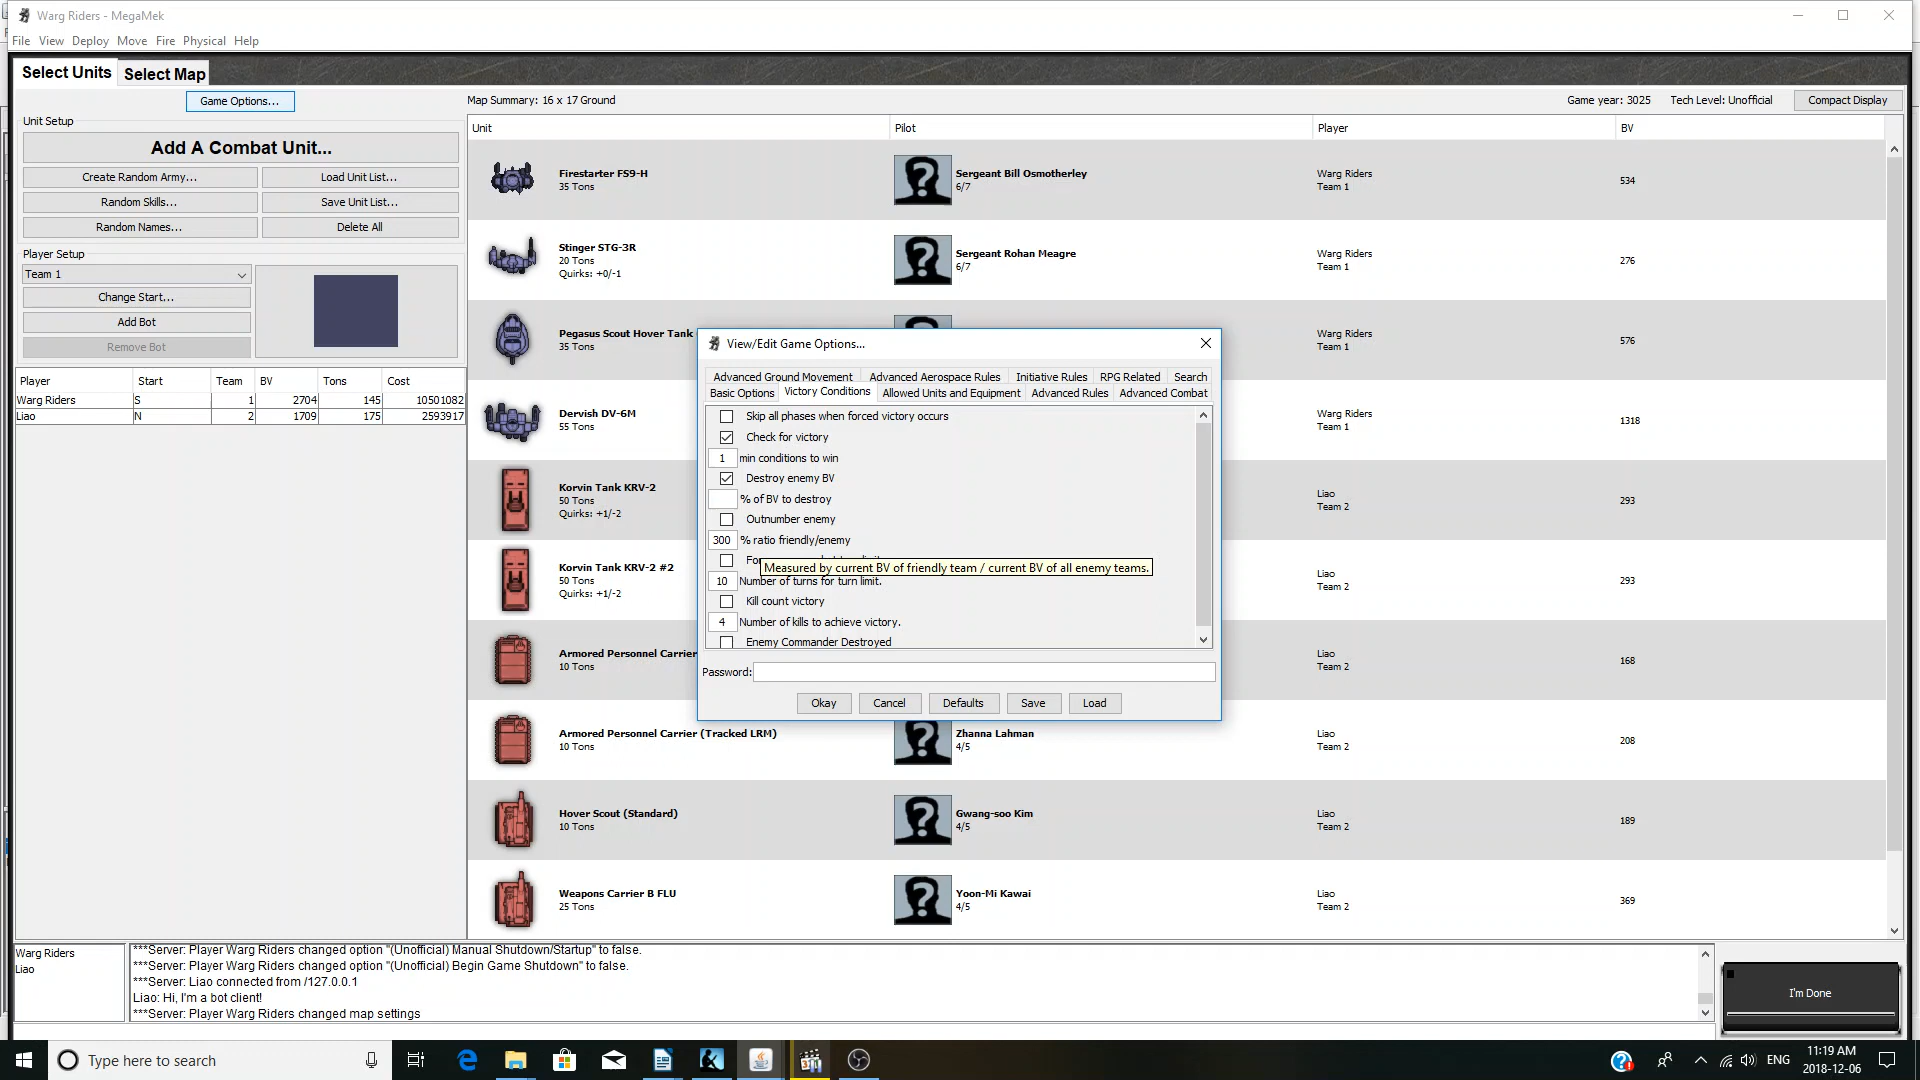 Warg Riders - MegaMek
File View Deploy Move Fire Physical Help
Select Units Select Map
Game Options...
Map Summary: 16 x 17 Ground
Game year: 3025 Tech Level: Unofficial
Compact Display
Unit Setup
Add A Combat Unit...
Create Random Army... Load Unit List...
Random Skills... Save Unit List...
Random Names... Delete All
Player Setup
Team 1
Change Start...
Add Bot
Remove Bot
Player Start Team BV Tons Cost
Warg Riders S 1 2704 145 10501082
Liao N 2 1709 175 2593917
Unit Pilot Player BV
Firestarter FS9-H
35 Tons
Sergeant Bill Osmotherley
6/7
Warg Riders
Team 1
534
Stinger STG-3R
20 Tons
Quirks: +0/-1
Sergeant Rohan Meagre
6/7
Warg Riders
Team 1
276
Pegasus Scout Hover Tank
35 Tons
Warg Riders
Team 1
576
Dervish DV-6M
55 Tons
Warg Riders
Team 1
1318
Korvin Tank KRV-2
50 Tons
Quirks: +1/-2
Liao
Team 2
293
Korvin Tank KRV-2 #2
50 Tons
Quirks: +1/-2
Liao
Team 2
293
Armored Personnel Carrier
10 Tons
Liao
Team 2
168
Armored Personnel Carrier (Tracked LRM)
10 Tons
Zhanna Lahman
4/5
Liao
Team 2
208
Hover Scout (Standard)
10 Tons
Gwang-soo Kim
4/5
Liao
Team 2
189
Weapons Carrier B FLU
25 Tons
Yoon-Mi Kawai
4/5
Liao
Team 2
369
View/Edit Game Options...
Advanced Ground Movement Advanced Aerospace Rules Initiative Rules RPG Related Search
Basic Options Victory Conditions Allowed Units and Equipment Advanced Rules Advanced Combat
Skip all phases when forced victory occurs
Check for victory
1 min conditions to win
Destroy enemy BV
% of BV to destroy
Outnumber enemy
300 % ratio friendly/enemy
Measured by current BV of friendly team / current BV of all enemy teams.
10 Number of turns for turn limit.
Kill count victory
4 Number of kills to achieve victory.
Enemy Commander Destroyed
Password:
Okay Cancel Defaults Save Load
Warg Riders
Liao
***Server: Player Warg Riders changed option "(Unofficial) Manual Shutdown/Startup" to false.
***Server: Player Warg Riders changed option "(Unofficial) Begin Game Shutdown" to false.
***Server: Liao connected from /127.0.0.1
Liao: Hi, I'm a bot client!
***Server: Player Warg Riders changed map settings
I'm Done
Type here to search
ENG
11:19 AM
2018-12-06